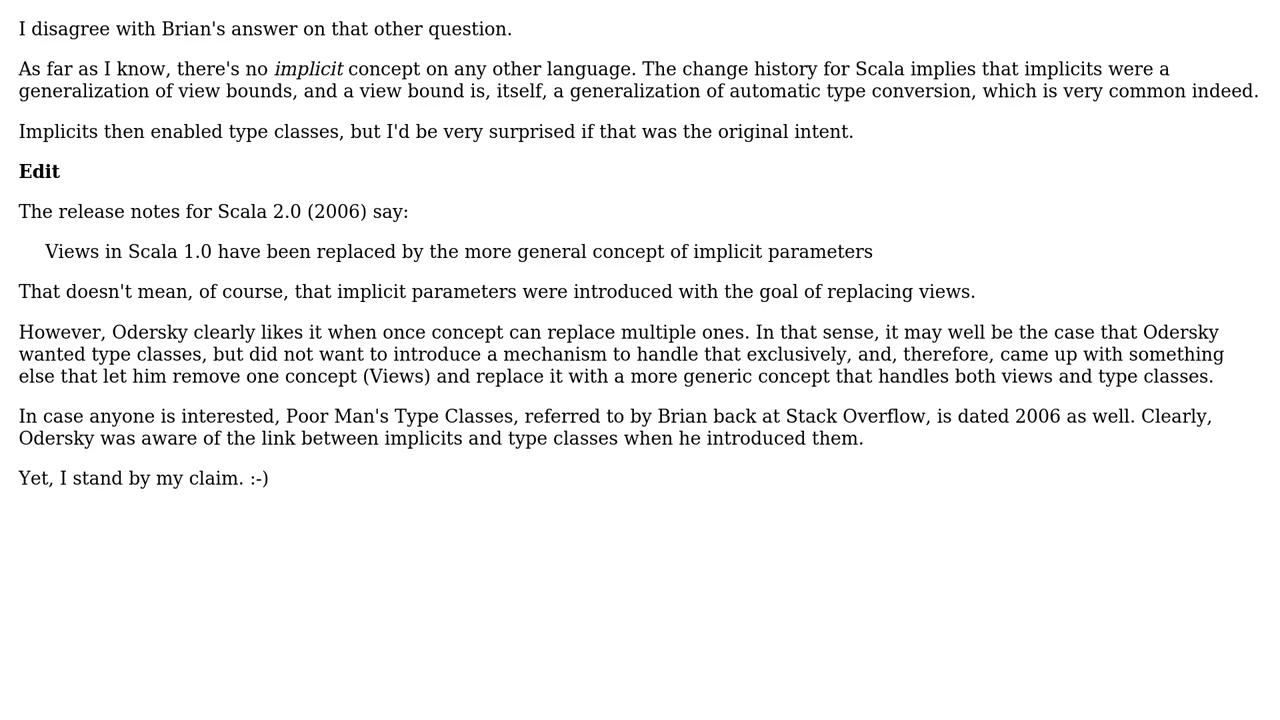 I disagree with Brian's answer on that other question.
As far as I know, there's no implicit concept on any other language. The change history for Scala implies that implicits were a
generalization of view bounds, and a view bound is, itself, a generalization of automatic type conversion, which is very common indeed.
Implicits then enabled type classes, but I'd be very surprised if that was the original intent.
Edit
The release notes for Scala 2.0 (2006) say:
Views in Scala 1.0 have been replaced by the more general concept of implicit parameters
That doesn't mean, of course, that implicit parameters were introduced with the goal of replacing views.
However, Odersky clearly likes it when once concept can replace multiple ones. In that sense, it may well be the case that Odersky
wanted type classes, but did not want to introduce a mechanism to handle that exclusively, and, therefore, came up with something
else that let him remove one concept (Views) and replace it with a more generic concept that handles both views and type classes.
In case anyone is interested, Poor Man's Type Classes, referred to by Brian back at Stack Overflow, is dated 2006 as well. Clearly,
Odersky was aware of the link between implicits and type classes when he introduced them.
Yet, I stand by my claim. :-)